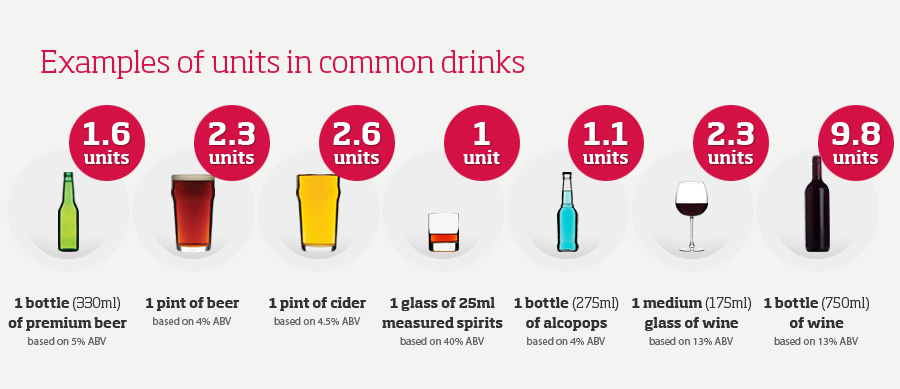 Examples of units in common drinks
1.6
units
2.3
units
2.6
units
1
unit
1.1
units
2.3
units
9.8
units
1 bottle (330ml)
of premium beer
based on 5% ABV
1 pint of beer
based on 4% ABV
1 pint of cider
based on 4.5% ABV
1 glass of 25ml
measured spirits
based on 40% ABV
1 bottle (275ml)
of alcopops
based on 4% ABV
1 medium (175ml)
glass of wine
based on 13% ABV
1 bottle (750ml)
of wine
based on 13% ABV